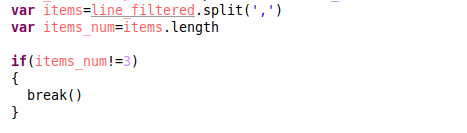 var items=line_filtered.split(',')
var items_num=items.length
if(items_num!=3)
{
break()
}